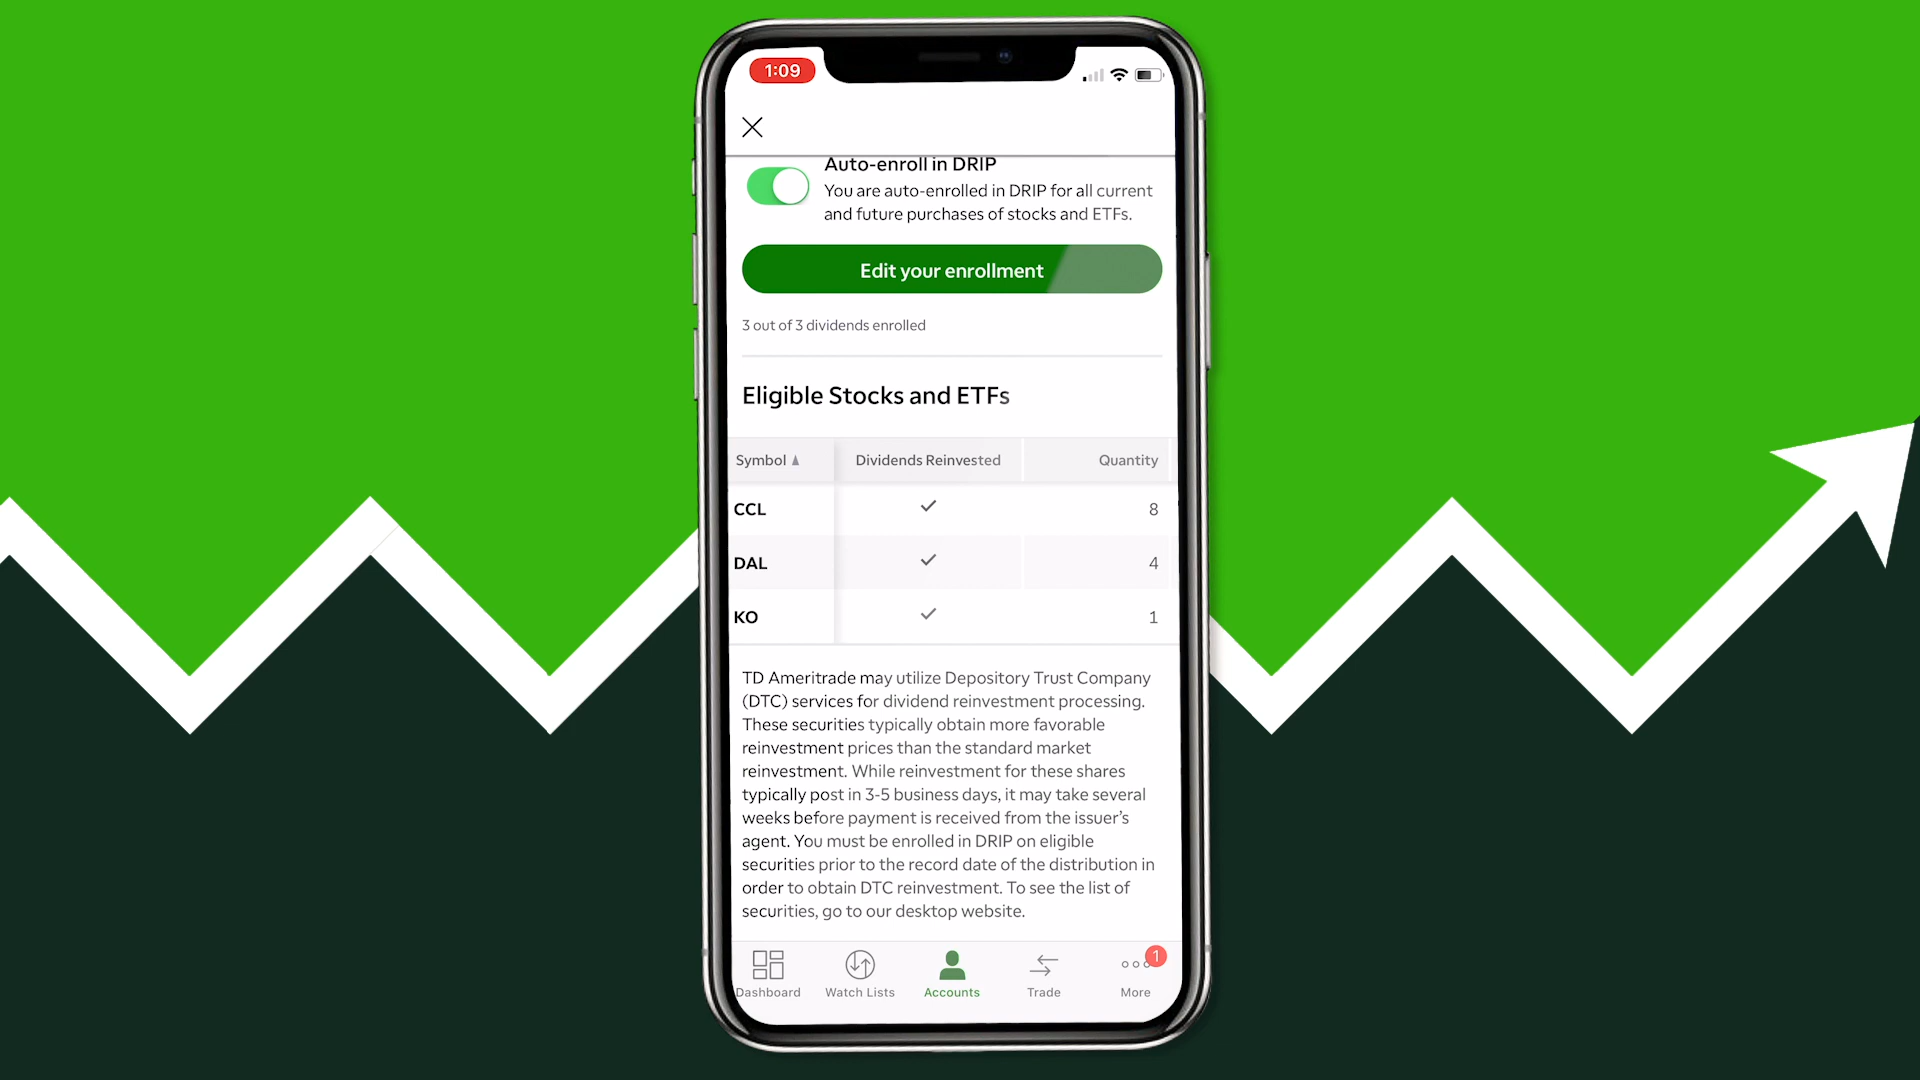 1:09
Auto-enroll in DRIP
You are auto-enrolled in DRIP for all current
and future purchases of stocks and ETFs.
Edit your enrollment
3 out of 3 dividends enrolled
Eligible Stocks and ETFs
Symbol ▲ Dividends Reinvested Quantity
CCL ✓ 8
DAL ✓ 4
KO ✓ 1
TD Ameritrade may utilize Depository Trust Company
(DTC) services for dividend reinvestment processing.
These securities typically obtain more favorable
reinvestment prices than the standard market
reinvestment. While reinvestment for these shares
typically post in 3-5 business days, it may take several
weeks before payment is received from the issuer’s
agent. You must be enrolled in DRIP on eligible
securities prior to the record date of the distribution in
order to obtain DTC reinvestment. To see the list of
securities, go to our desktop website.
1
Dashboard Watch Lists Accounts Trade More